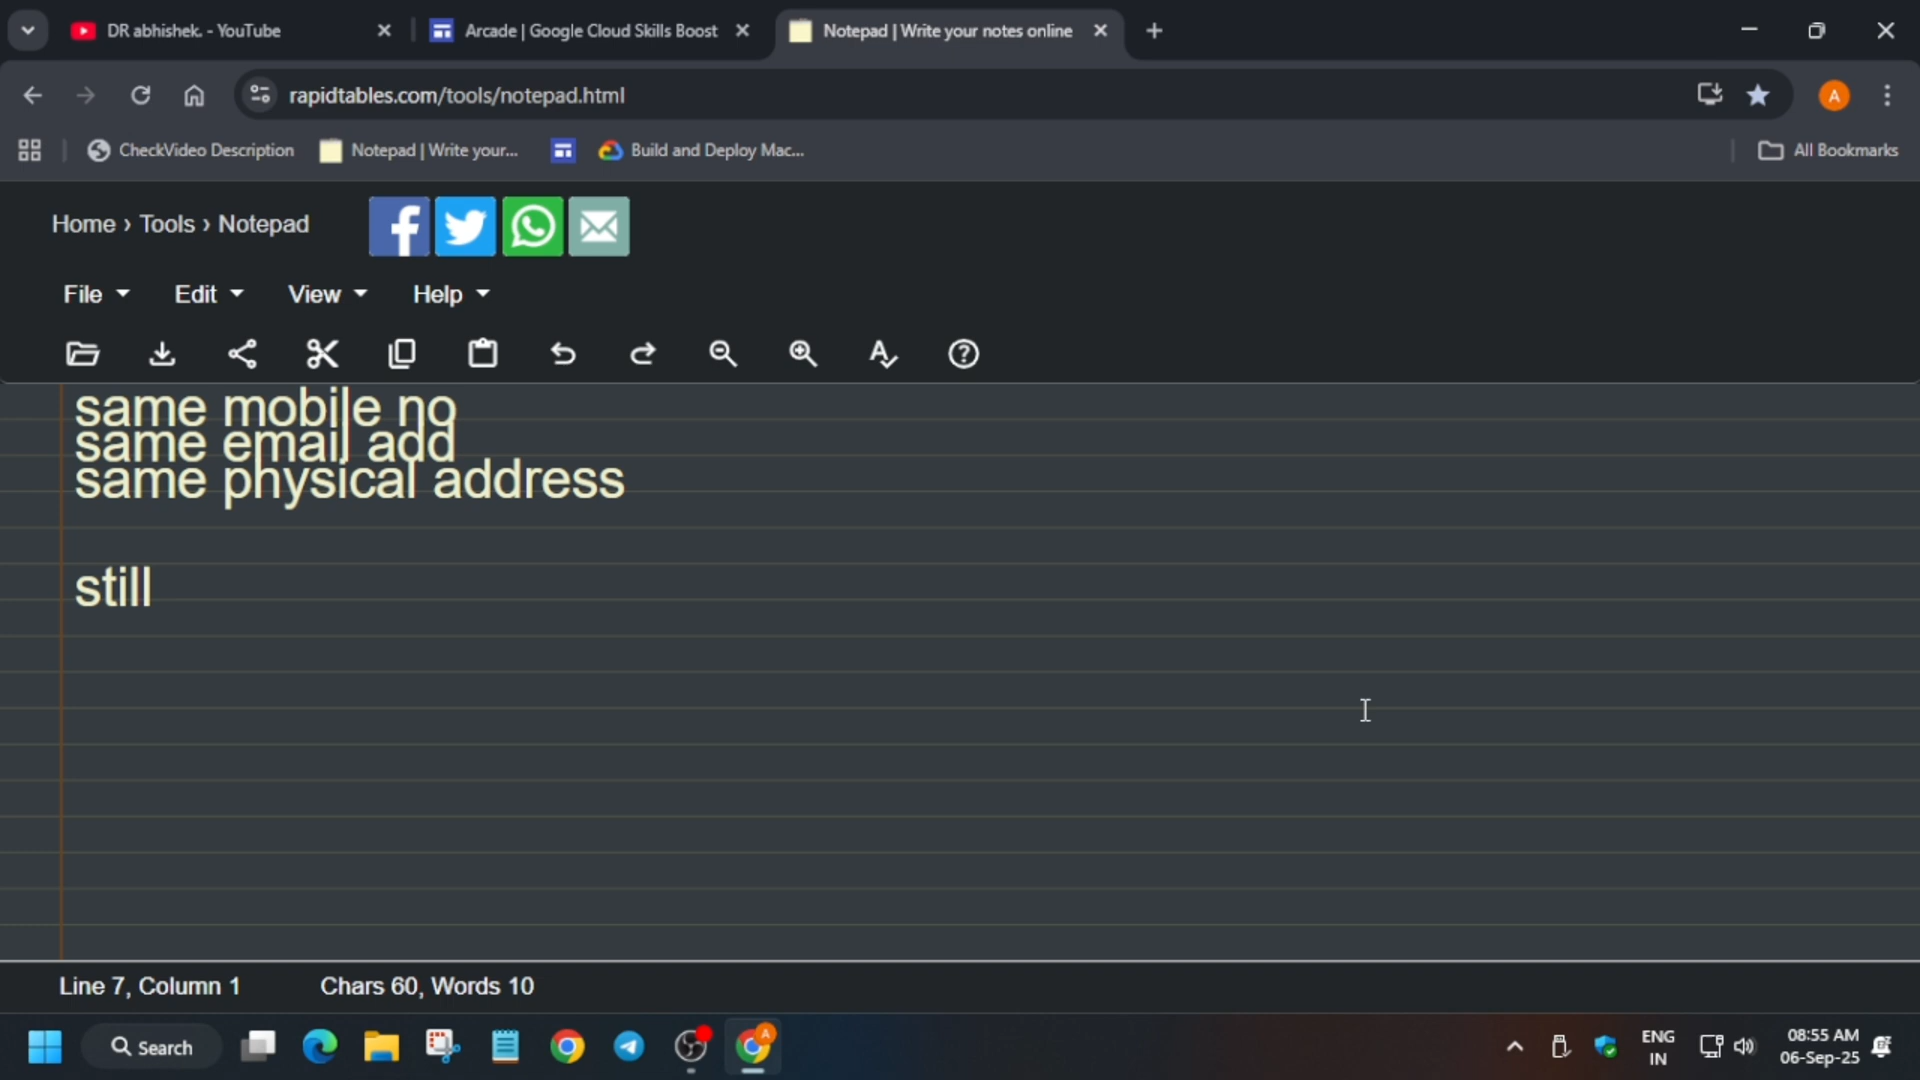 DR abhishek. - YouTube
Arcade | Google Cloud Skills Boost
Notepad | Write your notes online
rapidtables.com/tools/notepad.html
A
CheckVideo Description
Notepad | Write your...
Build and Deploy Mac...
All Bookmarks
Home › Tools › Notepad
File Edit View Help
same mobile no
same email add
same physical address
still
Line 7, Column 1 Chars 60, Words 10
Search
A
ENG
IN
08:55 AM
06-Sep-25